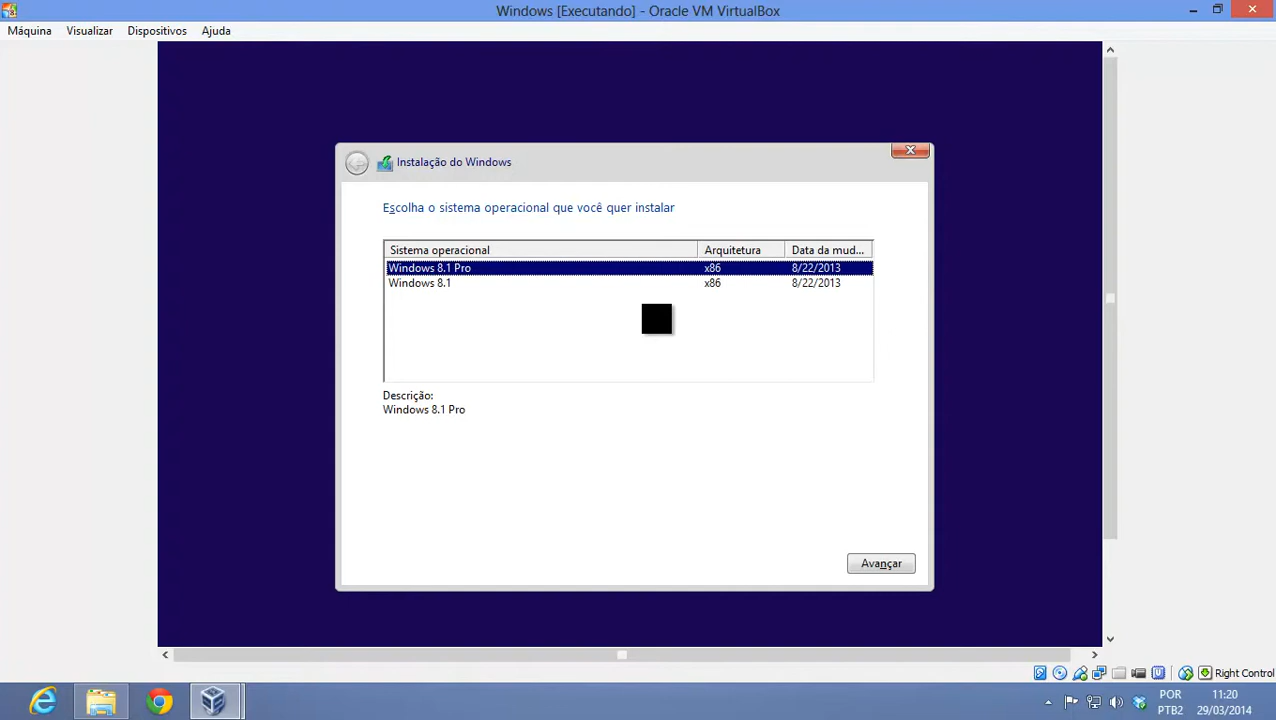 Windows [Executando] - Oracle VM VirtualBox
Máquina Visualizar Dispositivos Ajuda
Instalação do Windows
Escolha o sistema operacional que você quer instalar
Sistema operacional Arquitetura Data da mud...
Windows 8.1 Pro x86 8/22/2013
Windows 8.1 x86 8/22/2013
Descrição:
Windows 8.1 Pro
Avançar
Right Control
POR 11:20
PTB2 29/03/2014